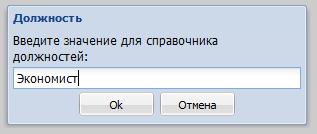 Должность
Введите значение для справочника
должностей:
Экономист
Ok
Отмена